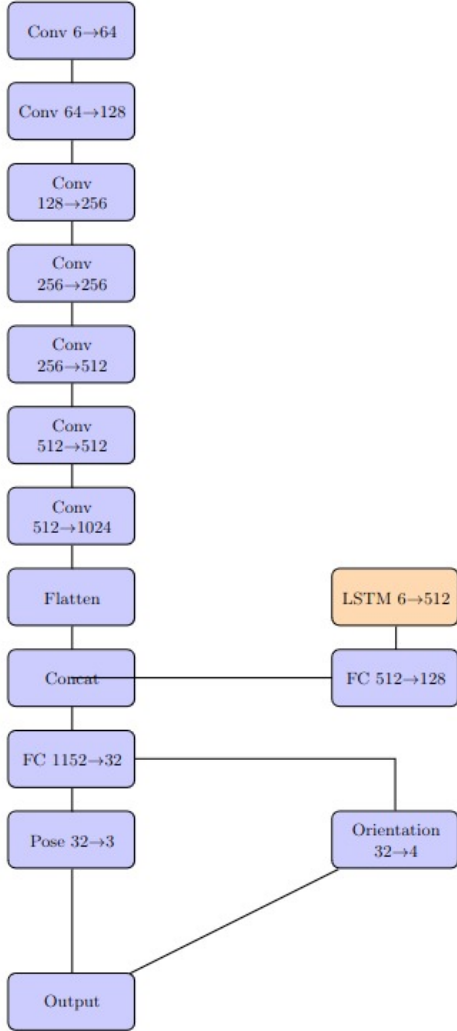 Conv 6→64
Conv 64→128
Conv
128→256
Conv
256→256
Conv
256→512
Conv
512→512
Conv
512→1024
Flatten
LSTM 6→512
Concat
FC 512→128
FC 1152→32
Pose 32→3
Orientation
32→4
Output